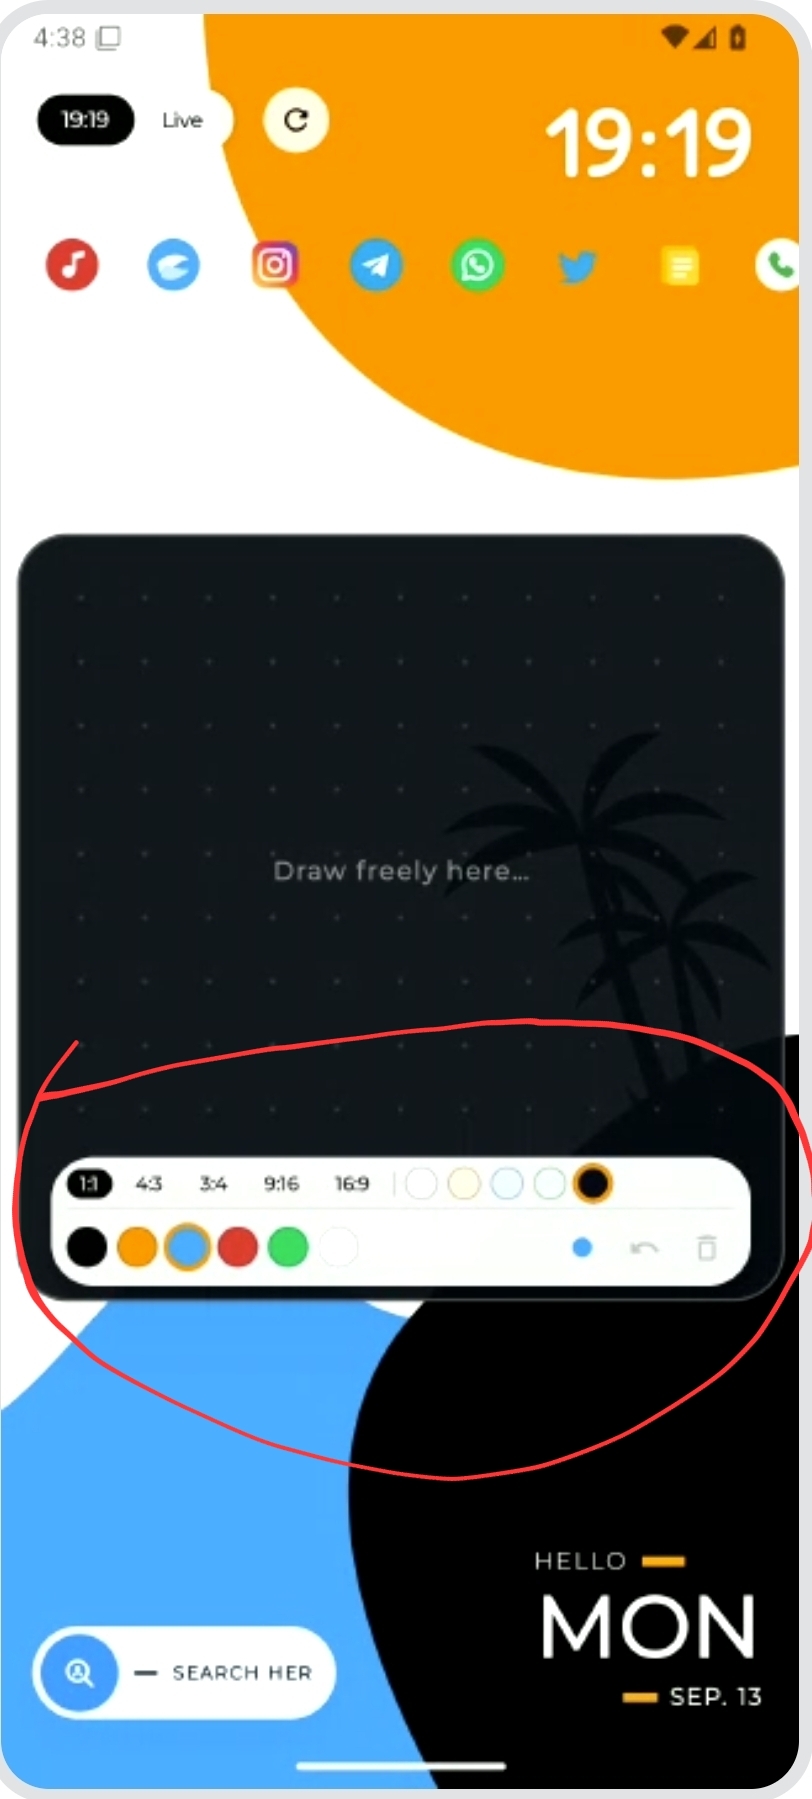 4:38
19:19 Live
19:19
Draw freely here...
1:1 4:3 3:4 9:16 16:9
HELLO
MON
SEP. 13
SEARCH HER